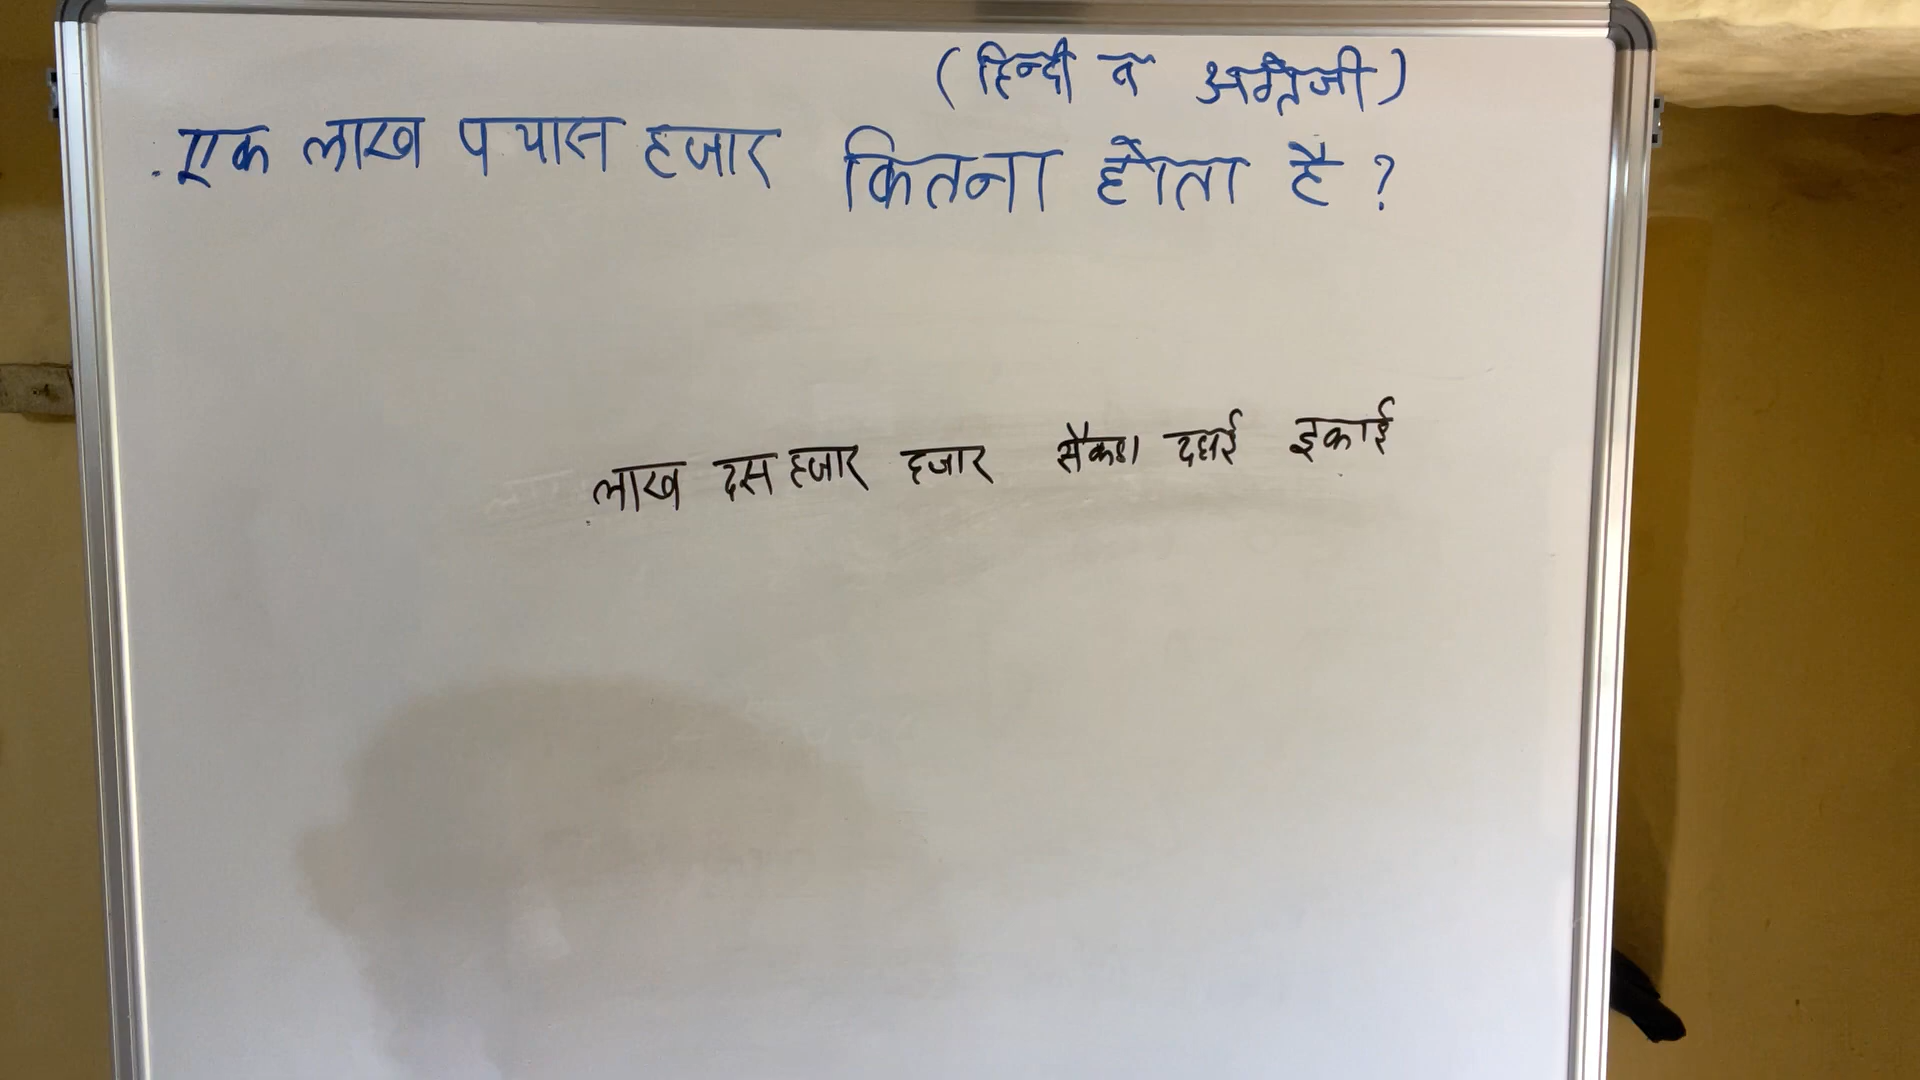 (हिन्दी व अंग्रेजी)
एक लाख पचास हजार कितना होता है ?
लाख दस हजार हजार सैकडा दहाई इकाई